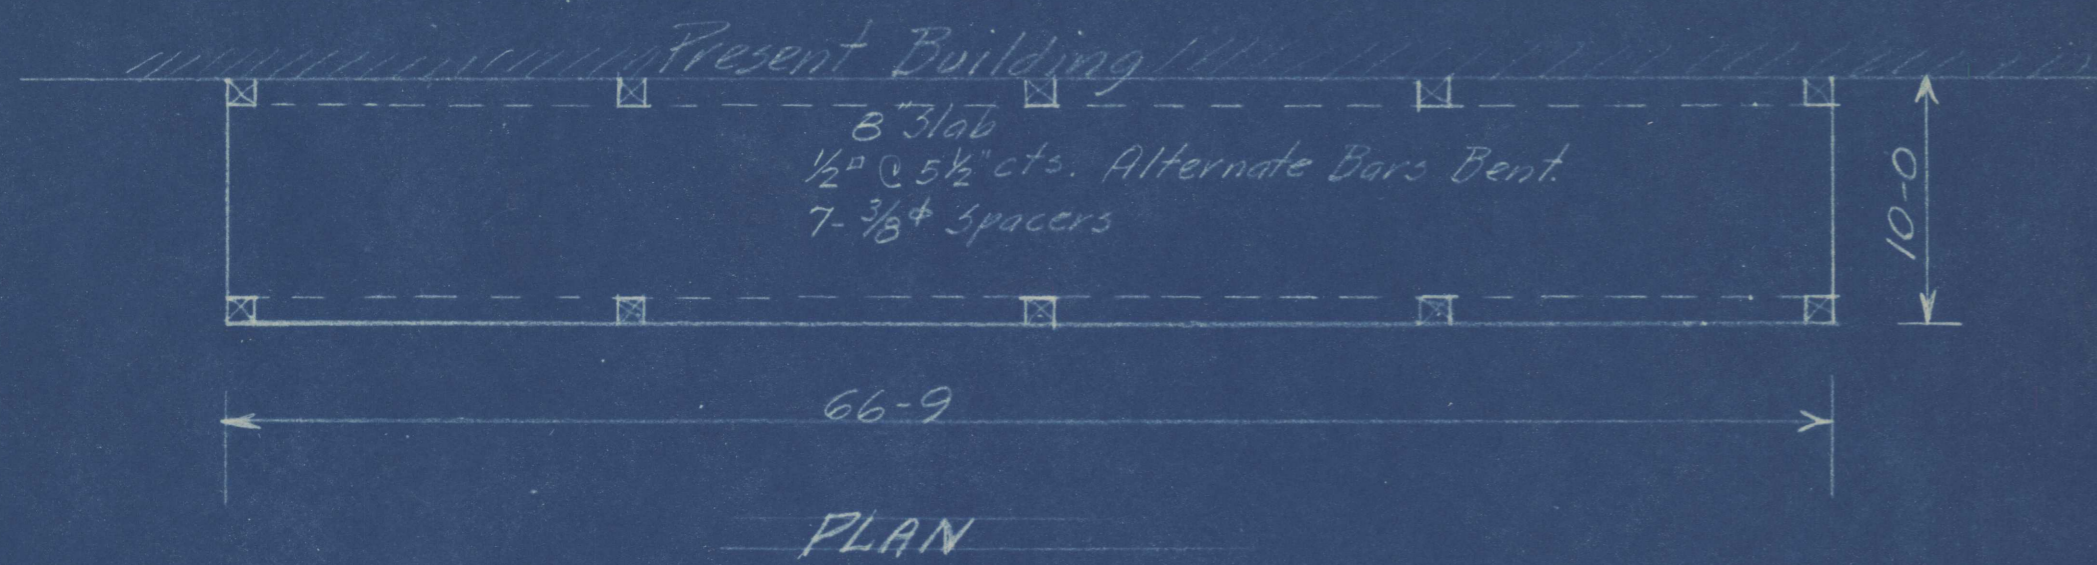 Present Building
8" Slab
½"□ @ 5½" cts. Alternate Bars Bent.
7- ⅜ϕ Spacers
10-0
66-9
PLAN